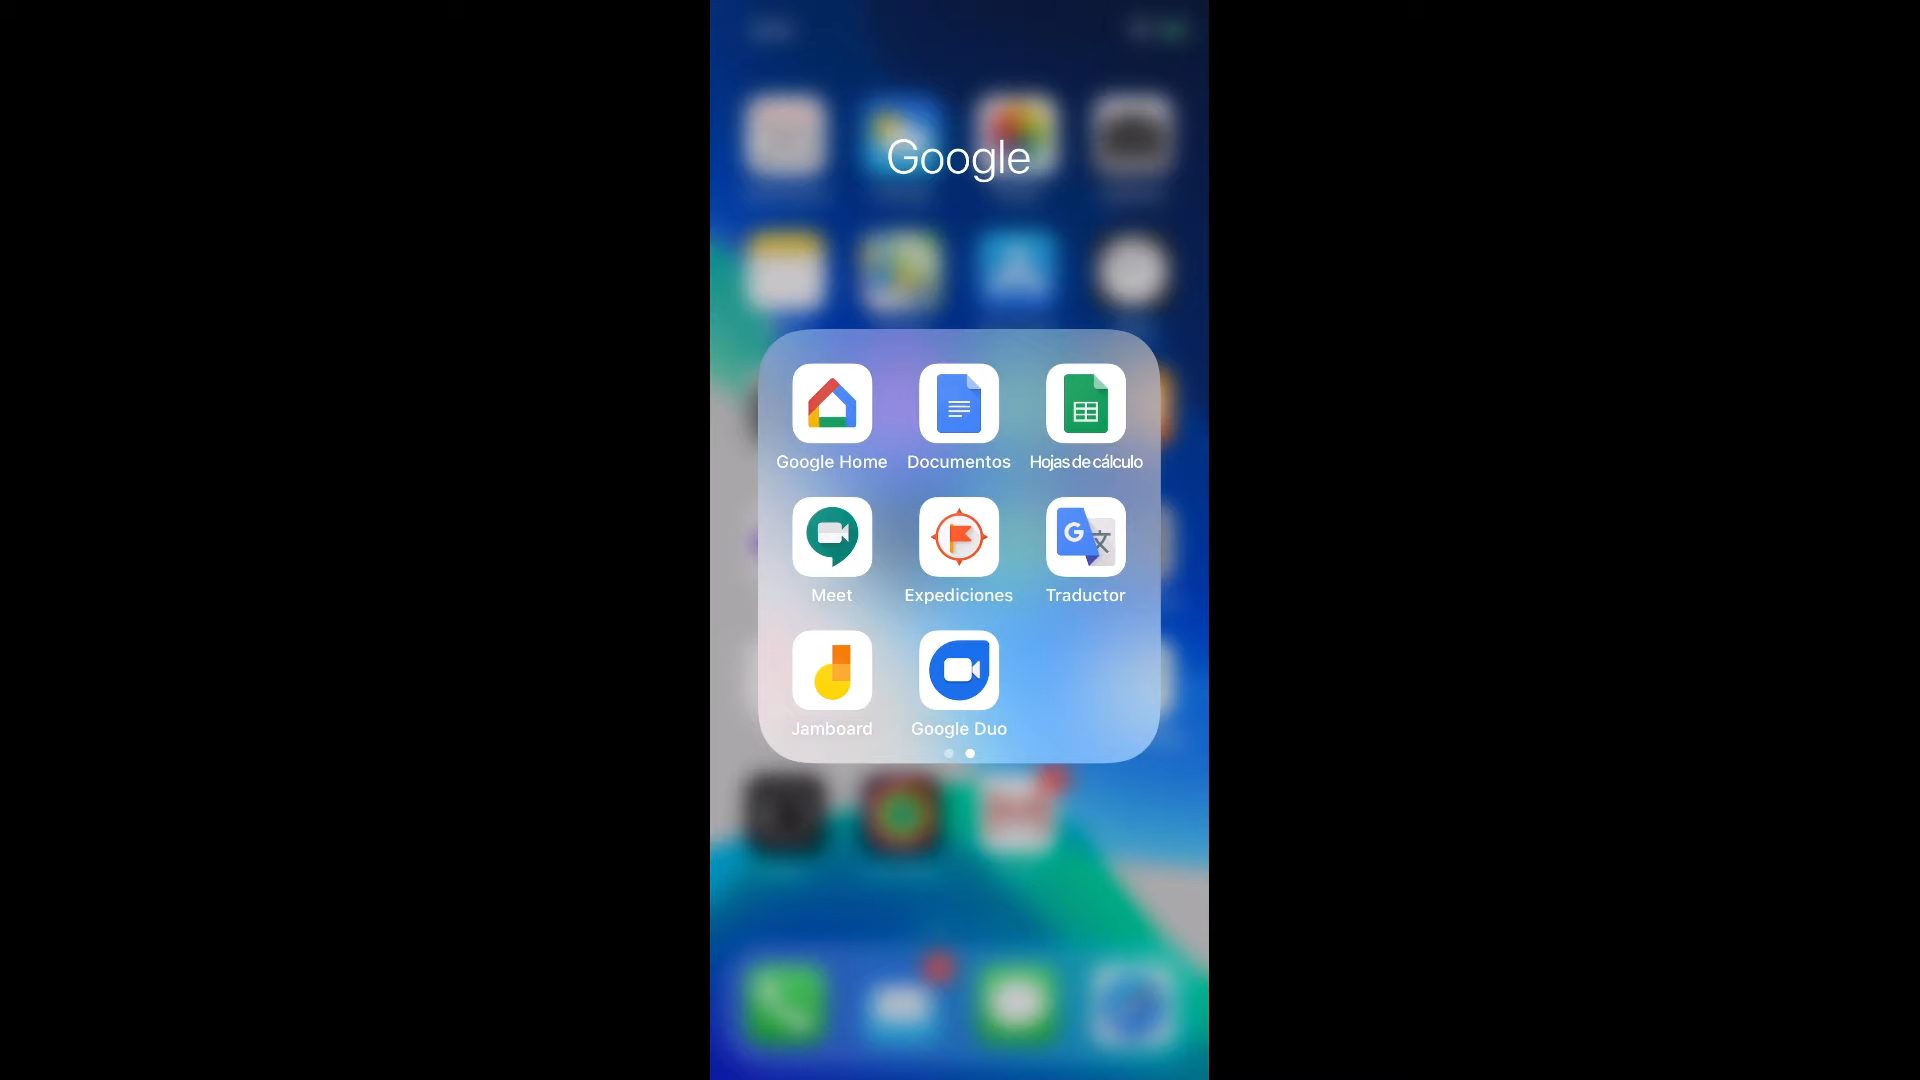 Google
Google Home
Documentos
Hojas de cálculo
Meet
Expediciones
Traductor
Jamboard
Google Duo